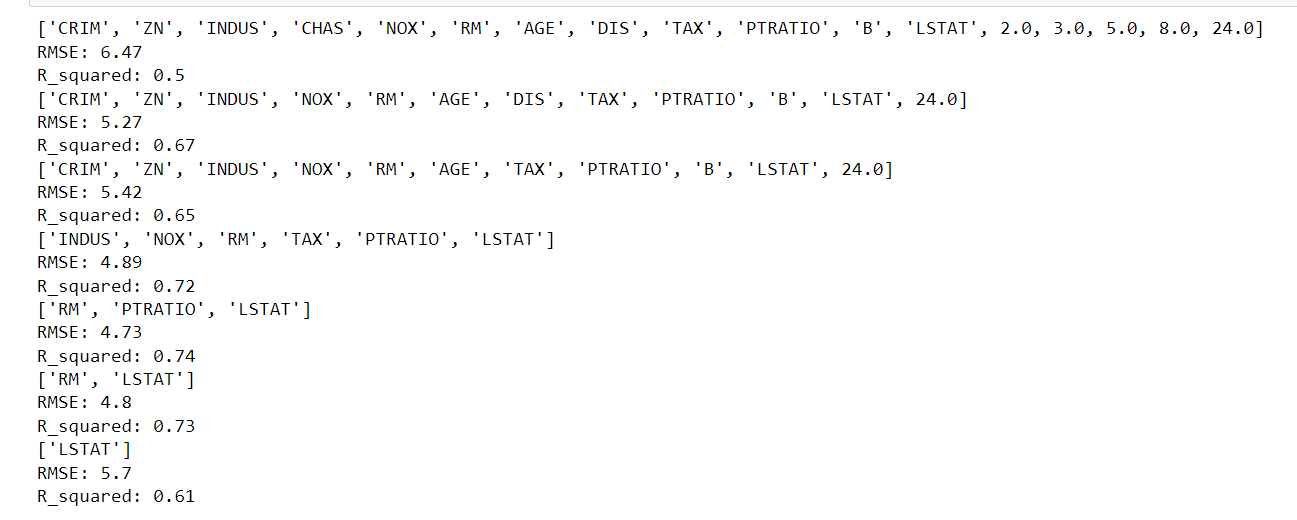 ['CRIM', 'ZN', 'INDUS', 'CHAS', 'NOX', 'RM', 'AGE', 'DIS', 'TAX', 'PTRATIO', 'B', 'LSTAT', 2.0, 3.0, 5.0, 8.0, 24.0]
RMSE: 6.47
R_squared: 0.5
['CRIM', 'ZN', 'INDUS', 'NOX', 'RM', 'AGE', 'DIS', 'TAX', 'PTRATIO', 'B', 'LSTAT', 24.0]
RMSE: 5.27
R_squared: 0.67
['CRIM', 'ZN', 'INDUS', 'NOX', 'RM', 'AGE', 'TAX', 'PTRATIO', 'B', 'LSTAT', 24.0]
RMSE: 5.42
R_squared: 0.65
['INDUS', 'NOX', 'RM', 'TAX', 'PTRATIO', 'LSTAT']
RMSE: 4.89
R_squared: 0.72
['RM', 'PTRATIO', 'LSTAT']
RMSE: 4.73
R_squared: 0.74
['RM', 'LSTAT']
RMSE: 4.8
R_squared: 0.73
['LSTAT']
RMSE: 5.7
R_squared: 0.61